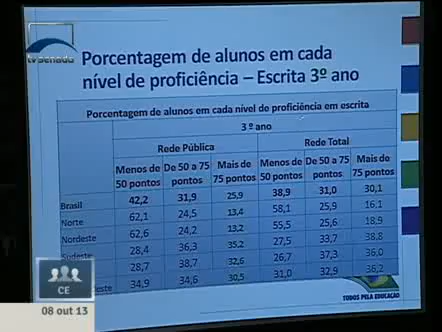 tv senado
Porcentagem de alunos em cada
nível de proficiência – Escrita 3º ano
Porcentagem de alunos em cada nível de proficiência em escrita
3º ano
Rede Pública Rede Total
Menos de 50 pontos De 50 a 75 pontos Mais de 75 pontos Menos de 50 pontos De 50 a 75 pontos Mais de 75 pontos
Brasil 42,2 31,9 25,9 38,9 31,0 30,1
Norte 62,1 24,5 13,4 58,1 25,9 16,1
Nordeste 62,6 24,2 13,2 55,5 25,6 18,9
Sudeste 28,4 36,3 35,2 27,5 33,7 38,8
28,7 38,7 32,6 26,7 37,3 36,0
34,9 34,6 30,5 31,0 32,9 36,2
TODOS PELA EDUCAÇÃO
CE
08 out 13